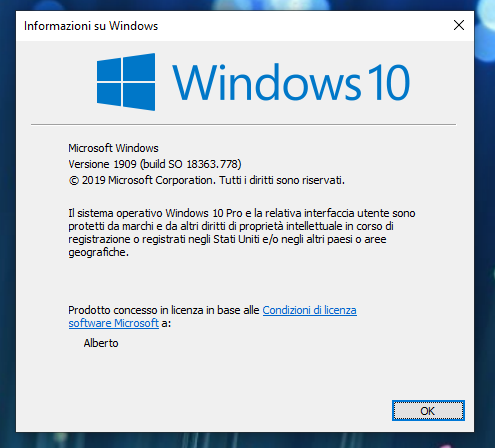 Informazioni su Windows
Windows 10
Microsoft Windows
Versione 1909 (build SO 18363.778)
© 2019 Microsoft Corporation. Tutti i diritti sono riservati.
Il sistema operativo Windows 10 Pro e la relativa interfaccia utente sono
protetti da marchi e da altri diritti di proprietà intellettuale in corso di
registrazione o registrati negli Stati Uniti e/o negli altri paesi o aree
geografiche.
Prodotto concesso in licenza in base alle Condizioni di licenza
software Microsoft a:
Alberto
OK